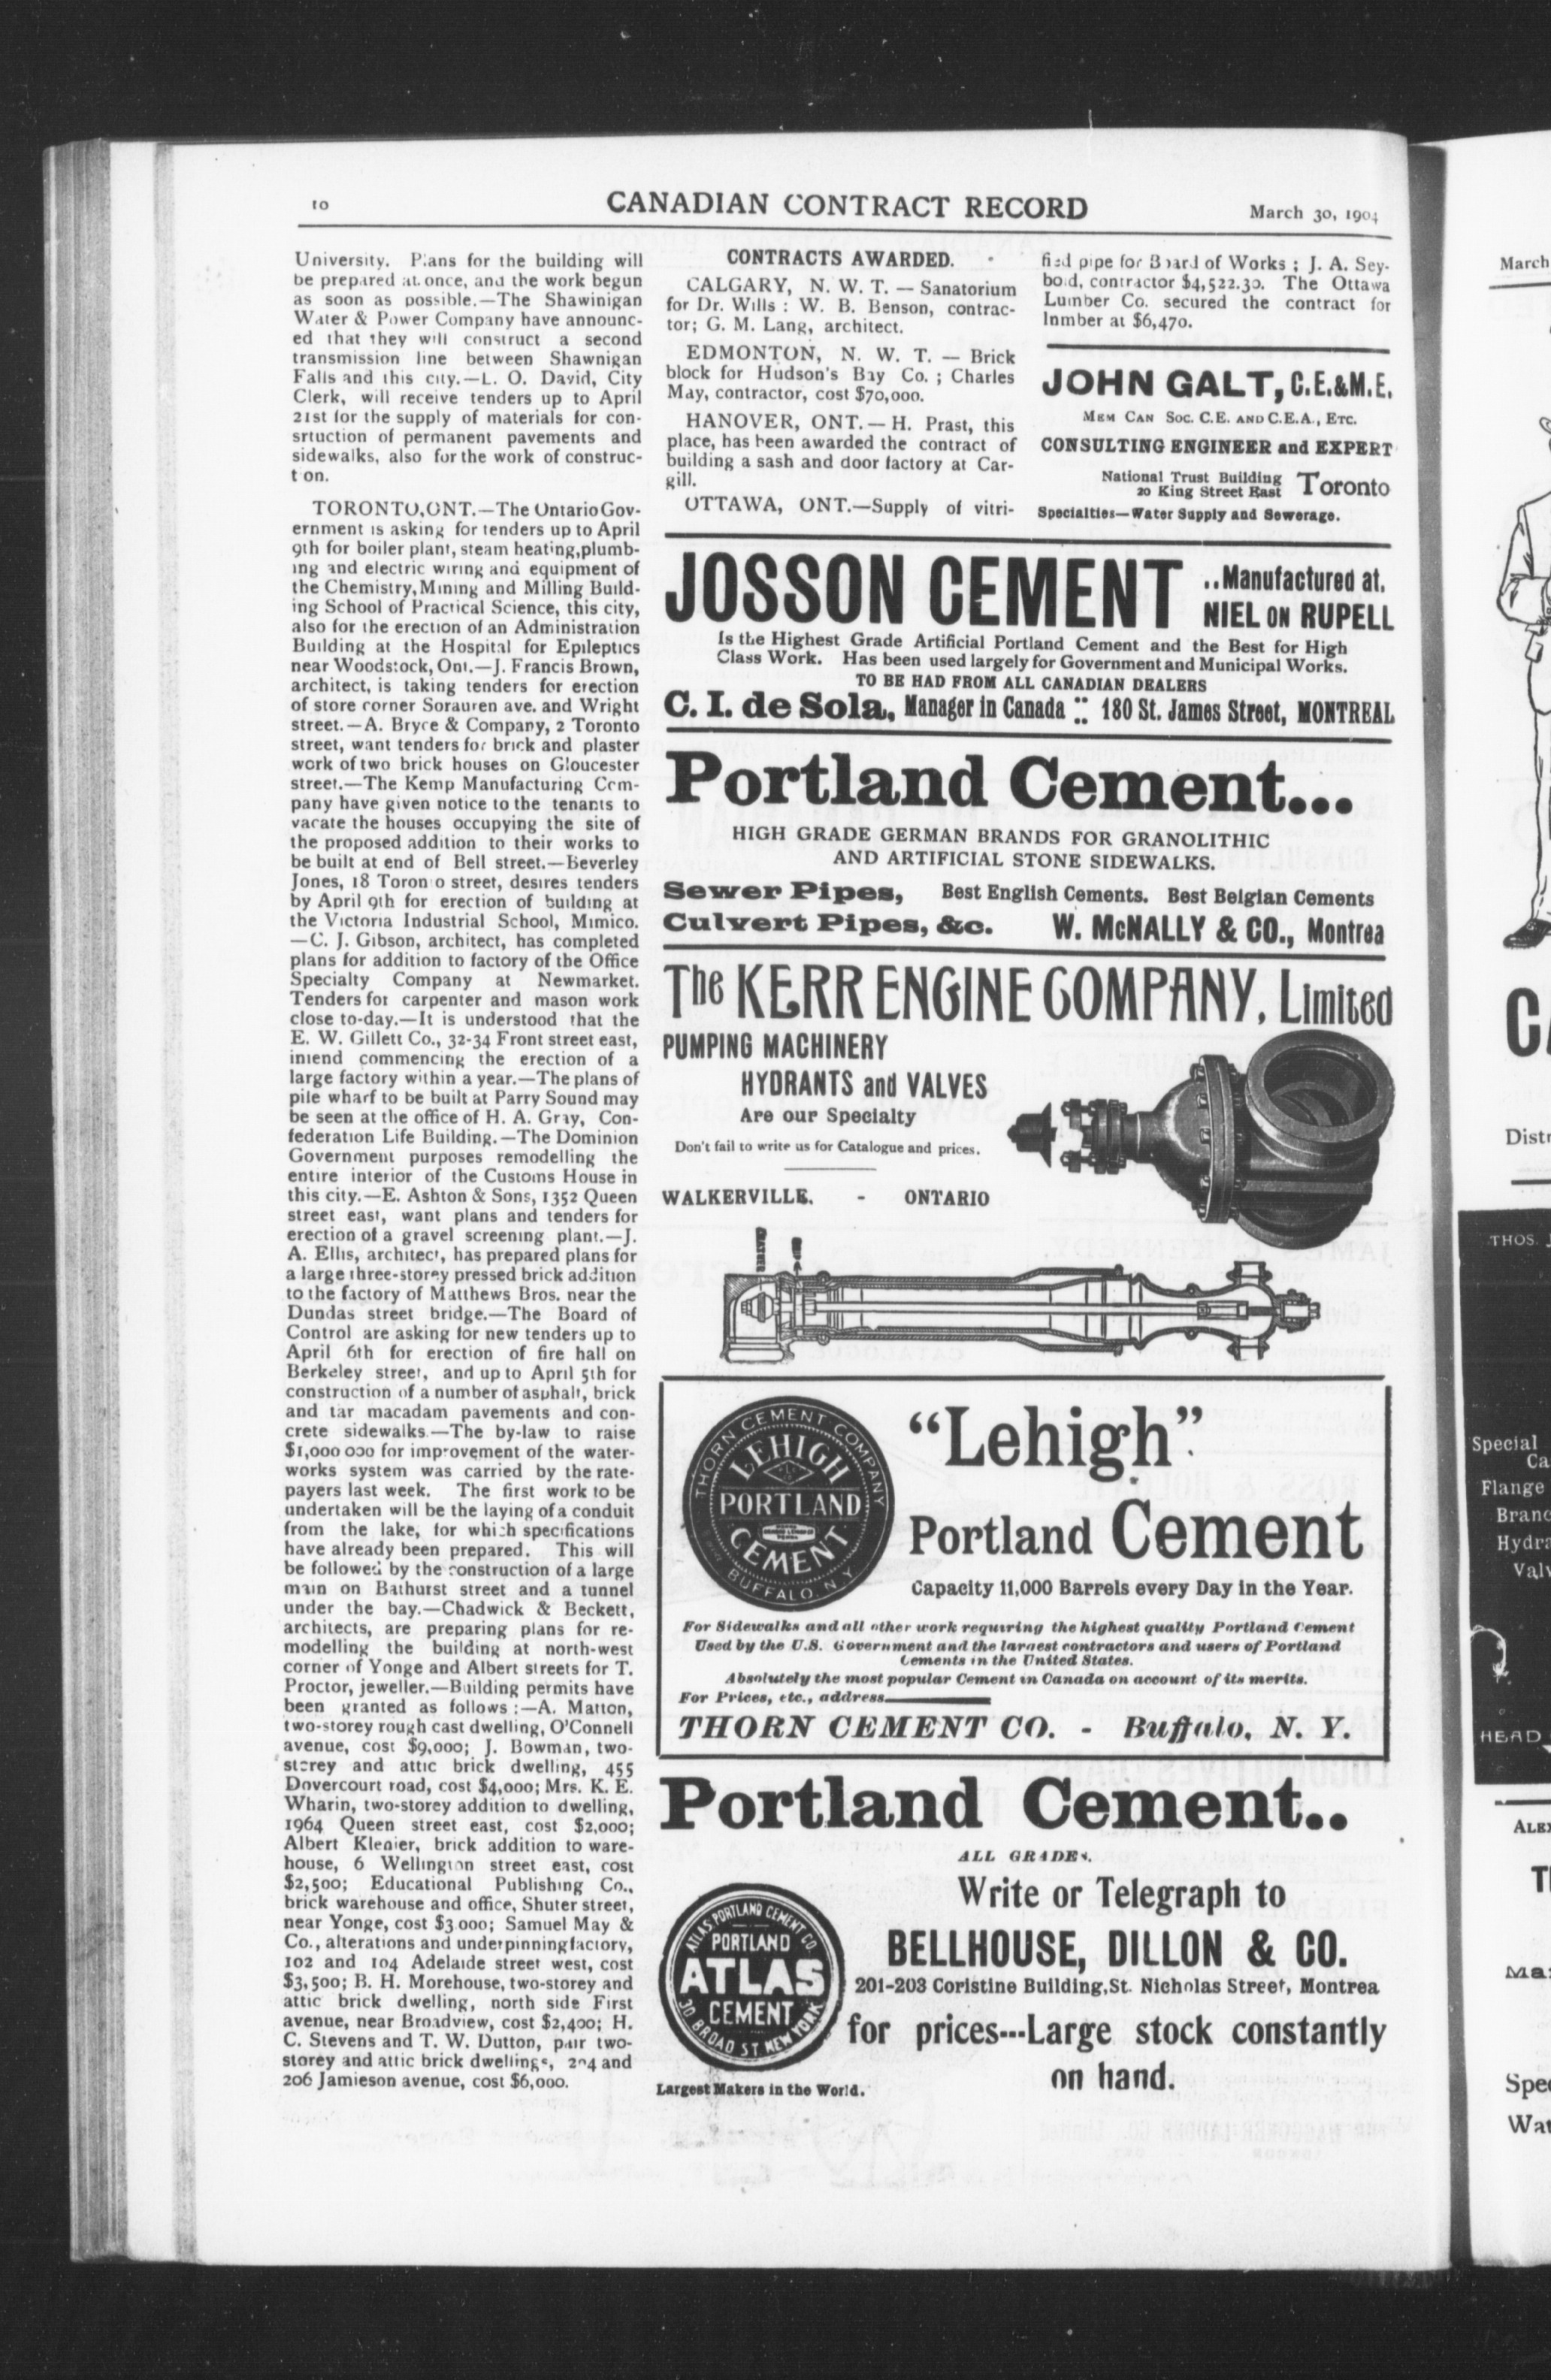 10
CANADIAN CONTRACT RECORD
March 30, 1904
University. Plans for the building will
be prepared at once, and the work begun
as soon as possible.—The Shawinigan
Water & Power Company have announc-
ed that they will construct a second
transmission line between Shawnigan
Falls and this city.—L. O. David, City
Clerk, will receive tenders up to April
21st for the supply of materials for con-
srtuction of permanent pavements and
sidewalks, also for the work of construc-
t on.
TORONTO, ONT.—The Ontario Gov-
ernment is asking for tenders up to April
9th for boiler plant, steam heating, plumb-
ing and electric wiring and equipment of
the Chemistry, Mining and Milling Build-
ing School of Practical Science, this city,
also for the erection of an Administration
Building at the Hospital for Epileptics
near Woodstock, Ont.—J. Francis Brown,
architect, is taking tenders for erection
of store corner Sorauren ave. and Wright
street.—A. Bryce & Company, 2 Toronto
street, want tenders for brick and plaster
work of two brick houses on Gloucester
street.—The Kemp Manufacturing Com-
pany have given notice to the tenants to
vacate the houses occupying the site of
the proposed addition to their works to
be built at end of Bell street.—Beverley
Jones, 18 Toron o street, desires tenders
by April 9th for erection of building at
the Victoria Industrial School, Mimico.
—C. J. Gibson, architect, has completed
plans for addition to factory of the Office
Specialty Company at Newmarket.
Tenders for carpenter and mason work
close to-day.—It is understood that the
E. W. Gillett Co., 32-34 Front street east,
intend commencing the erection of a
large factory within a year.—The plans of
pile wharf to be built at Parry Sound may
be seen at the office of H. A. Gray, Con-
federation Life Building.—The Dominion
Government purposes remodelling the
entire interior of the Customs House in
this city.—E. Ashton & Sons, 1352 Queen
street east, want plans and tenders for
erection of a gravel screening plant.—J.
A. Ellis, architect, has prepared plans for
a large three-storey pressed brick addition
to the factory of Matthews Bros. near the
Dundas street bridge.—The Board of
Control are asking for new tenders up to
April 6th for erection of fire hall on
Berkeley street, and up to April 5th for
construction of a number of asphalt, brick
and tar macadam pavements and con-
crete sidewalks.—The by-law to raise
$1,000 000 for improvement of the water-
works system was carried by the rate-
payers last week. The first work to be
undertaken will be the laying of a conduit
from the lake, for which specifications
have already been prepared. This will
be followed by the construction of a large
main on Bathurst street and a tunnel
under the bay.—Chadwick & Beckett,
architects, are preparing plans for re-
modelling the building at north-west
corner of Yonge and Albert streets for T.
Proctor, jeweller.—Building permits have
been granted as follows :—A. Matton,
two-storey rough cast dwelling, O'Connell
avenue, cost $9,000; J. Bowman, two-
storey and attic brick dwelling, 455
Dovercourt road, cost $4,000; Mrs. K. E.
Wharin, two-storey addition to dwelling,
1964 Queen street east, cost $2,000;
Albert Kleaier, brick addition to ware-
house, 6 Wellington street east, cost
$2,500; Educational Publishing Co.,
brick warehouse and office, Shuter street,
near Yonge, cost $3 000; Samuel May &
Co., alterations and underpinning factory,
102 and 104 Adelaide street west, cost
$3,500; B. H. Morehouse, two-storey and
attic brick dwelling, north side First
avenue, near Broadview, cost $2,400; H.
C. Stevens and T. W. Dutton, pair two-
storey and attic brick dwellings, 204 and
206 Jamieson avenue, cost $6,000.
CONTRACTS AWARDED.
CALGARY, N. W. T. — Sanatorium
for Dr. Wills : W. B. Benson, contrac-
tor; G. M. Lang, architect.
EDMONTON, N. W. T. — Brick
block for Hudson's Bay Co. ; Charles
May, contractor, cost $70,000.
HANOVER, ONT.— H. Prast, this
place, has been awarded the contract of
building a sash and door factory at Car-
gill.
OTTAWA, ONT.—Supply of vitri-
fied pipe for Board of Works ; J. A. Sey-
bold, contractor $4,522.30. The Ottawa
Lumber Co. secured the contract for
lnmber at $6,470.
JOHN GALT, C.E.&M.E.
MEM CAN SOC. C.E. AND C.E.A., ETC.
CONSULTING ENGINEER and EXPERT
National Trust Building
20 King Street East
Toronto
Specialties—Water Supply and Sewerage.
JOSSON CEMENT
..Manufactured at.
NIEL ON RUPELL
Is the Highest Grade Artificial Portland Cement and the Best for High
Class Work. Has been used largely for Government and Municipal Works.
TO BE HAD FROM ALL CANADIAN DEALERS
C. I. de Sola, Manager in Canada :: 180 St. James Street, MONTREAL
Portland Cement...
HIGH GRADE GERMAN BRANDS FOR GRANOLITHIC
AND ARTIFICIAL STONE SIDEWALKS.
Sewer Pipes, Best English Cements. Best Belgian Cements
Culvert Pipes, &c. W. McNALLY & CO., Montrea
The KERR ENGINE COMPANY, Limited
PUMPING MACHINERY
HYDRANTS and VALVES
Are our Specialty
Don't fail to write us for Catalogue and prices.
WALKERVILLE. - ONTARIO
THORN CEMENT COMPANY
LEHIGH
PORTLAND
CEMENT
BUFFALO. N. Y
"Lehigh"
Portland Cement
Capacity 11,000 Barrels every Day in the Year.
For Sidewalks and all other work requiring the highest quality Portland Cement
Used by the U.S. Government and the largest contractors and users of Portland
Cements in the United States.
Absolutely the most popular Cement in Canada on account of its merits.
For Prices, etc., address
THORN CEMENT CO. - Buffalo, N. Y.
Portland Cement..
ALL GRADES.
Write or Telegraph to
BELLHOUSE, DILLON & CO.
201-203 Coristine Building, St. Nicholas Street, Montrea
for prices---Large stock constantly
on hand.
ATLAS PORTLAND CEMENT CO.
PORTLAND
ATLAS
CEMENT
30 BROAD ST. NEW YORK
Largest Makers in the World.
March
Distr
THOS.
Special
Ca
Flange
Branc
Hydra
Valv
HEAD
Spec
Wat